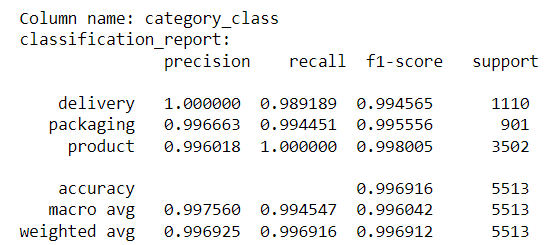 Column name: category_class
classification_report:
precision recall f1-score support
delivery 1.000000 0.989189 0.994565 1110
packaging 0.996663 0.994451 0.995556 901
product 0.996018 1.000000 0.998005 3502
accuracy 0.996916 5513
macro avg 0.997560 0.994547 0.996042 5513
weighted avg 0.996925 0.996916 0.996912 5513